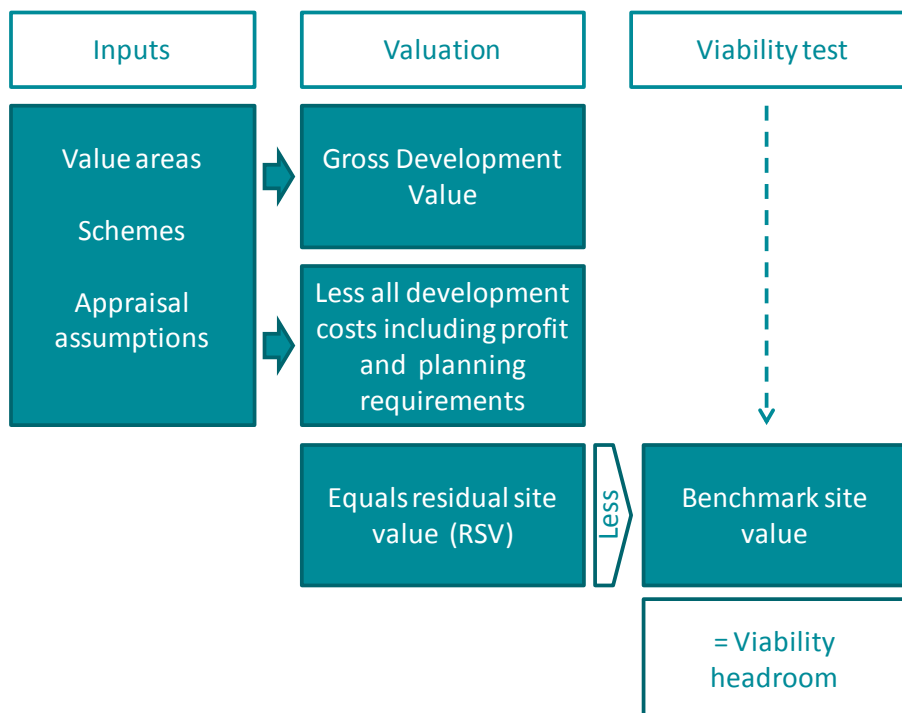 Inputs
Valuation
Viability test
Value areas
Schemes
Appraisal
assumptions
Gross Development
Value
Less all development
costs including profit
and planning
requirements
Equals residual site
value (RSV)
Less
Benchmark site
value
= Viability
headroom